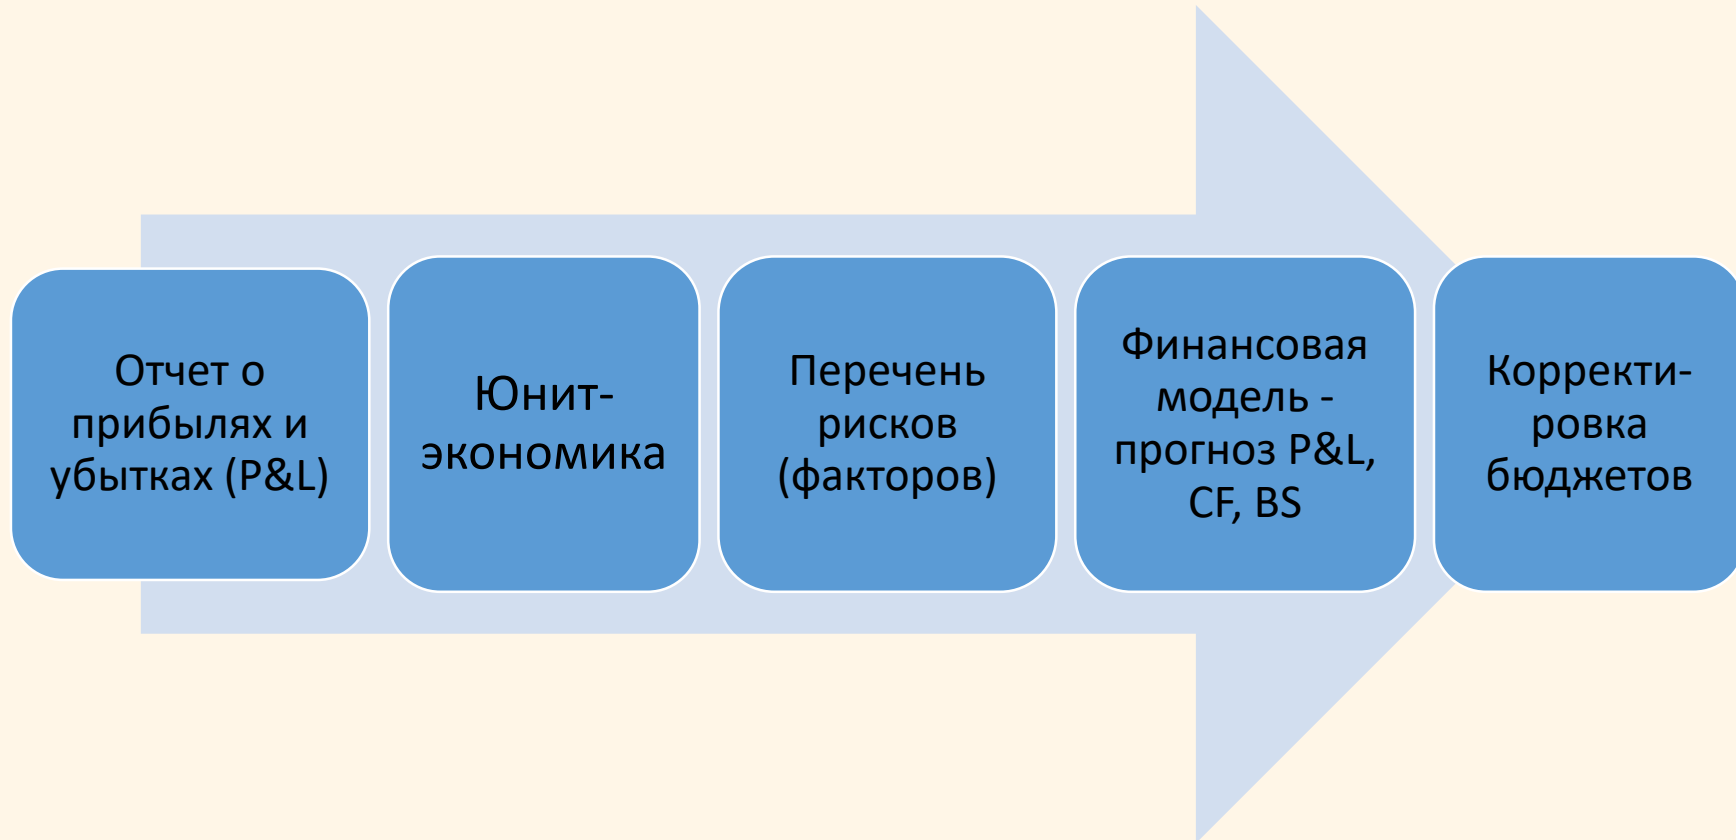 Отчет о
прибылях и
убытках (P&L)
Юнит-
экономика
Перечень
рисков
(факторов)
Финансовая
модель -
прогноз P&L,
CF, BS
Корректи-
ровка
бюджетов